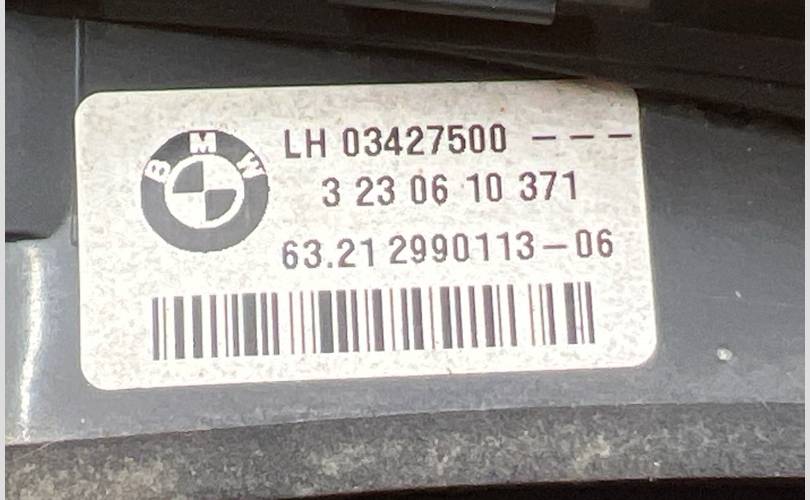 BMW
LH 03427500 – – –
3 23 06 10 371
63.21 2990113–06